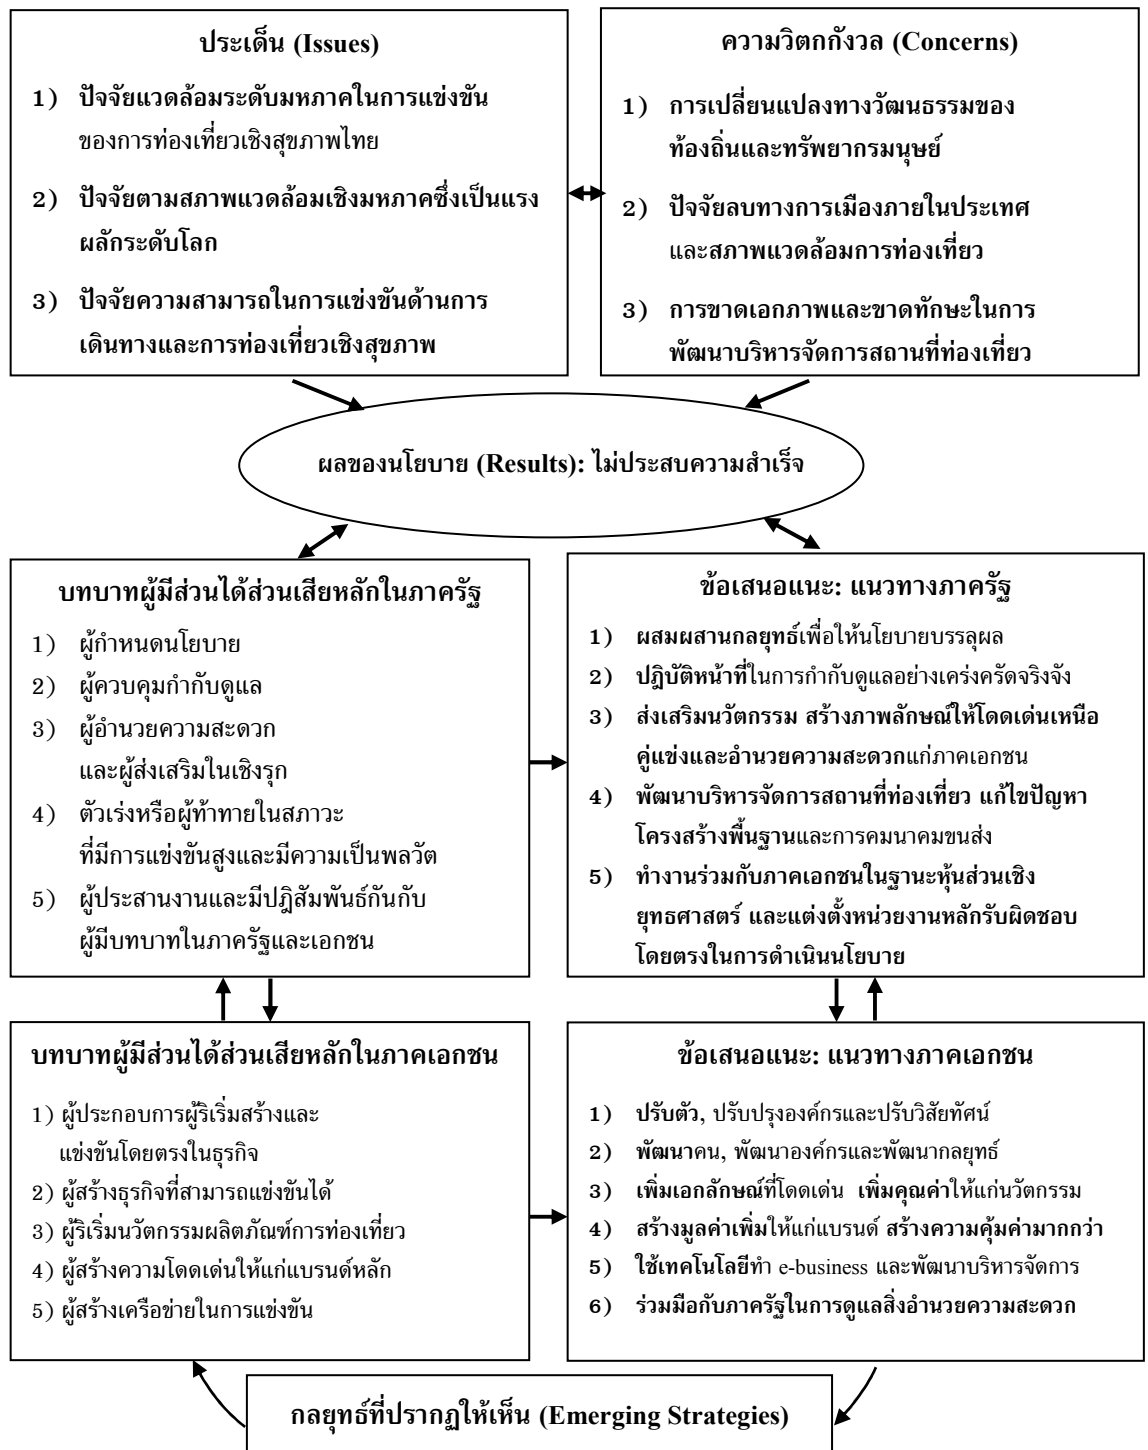 ประเด็น (Issues)
1) ปัจจัยแวดล้อมระดับมหภาคในการแข่งขัน
ของการท่องเที่ยวเชิงสุขภาพไทย
2) ปัจจัยตามสภาพแวดล้อมเชิงมหภาคซึ่งเป็นแรง
ผลักระดับโลก
3) ปัจจัยความสามารถในการแข่งขันด้านการ
เดินทางและการท่องเที่ยวเชิงสุขภาพ
ความวิตกกังวล (Concerns)
1) การเปลี่ยนแปลงทางวัฒนธรรมของ
ท้องถิ่นและทรัพยากรมนุษย์
2) ปัจจัยลบทางการเมืองภายในประเทศ
และสภาพแวดล้อมการท่องเที่ยว
3) การขาดเอกภาพและขาดทักษะในการ
พัฒนาบริหารจัดการสถานที่ท่องเที่ยว
ผลของนโยบาย (Results): ไม่ประสบความสำเร็จ
บทบาทผู้มีส่วนได้ส่วนเสียหลักในภาครัฐ
1) ผู้กำหนดนโยบาย
2) ผู้ควบคุมกำกับดูแล
3) ผู้อำนวยความสะดวก
และผู้ส่งเสริมในเชิงรุก
4) ตัวเร่งหรือผู้ท้าทายในสภาวะ
ที่มีการแข่งขันสูงและมีความเป็นพลวัต
5) ผู้ประสานงานและมีปฏิสัมพันธ์กันกับ
ผู้มีบทบาทในภาครัฐและเอกชน
ข้อเสนอแนะ: แนวทางภาครัฐ
1) ผสมผสานกลยุทธ์เพื่อให้นโยบายบรรลุผล
2) ปฏิบัติหน้าที่ในการกำกับดูแลอย่างเคร่งครัดจริงจัง
3) ส่งเสริมนวัตกรรม สร้างภาพลักษณ์ให้โดดเด่นเหนือ
คู่แข่งและอำนวยความสะดวกแก่ภาคเอกชน
4) พัฒนาบริหารจัดการสถานที่ท่องเที่ยว แก้ไขปัญหา
โครงสร้างพื้นฐานและการคมนาคมขนส่ง
5) ทำงานร่วมกับภาคเอกชนในฐานะหุ้นส่วนเชิง
ยุทธศาสตร์ และแต่งตั้งหน่วยงานหลักรับผิดชอบ
โดยตรงในการดำเนินนโยบาย
บทบาทผู้มีส่วนได้ส่วนเสียหลักในภาคเอกชน
1) ผู้ประกอบการผู้ริเริ่มสร้างและ
แข่งขันโดยตรงในธุรกิจ
2) ผู้สร้างธุรกิจที่สามารถแข่งขันได้
3) ผู้ริเริ่มนวัตกรรมผลิตภัณฑ์การท่องเที่ยว
4) ผู้สร้างความโดดเด่นให้แก่แบรนด์หลัก
5) ผู้สร้างเครือข่ายในการแข่งขัน
ข้อเสนอแนะ: แนวทางภาคเอกชน
1) ปรับตัว, ปรับปรุงองค์กรและปรับวิสัยทัศน์
2) พัฒนาคน, พัฒนาองค์กรและพัฒนากลยุทธ์
3) เพิ่มเอกลักษณ์ที่โดดเด่น เพิ่มคุณค่าให้แก่นวัตกรรม
4) สร้างมูลค่าเพิ่มให้แก่แบรนด์ สร้างความคุ้มค่ามากกว่า
5) ใช้เทคโนโลยีทำ e-business และพัฒนาบริหารจัดการ
6) ร่วมมือกับภาครัฐในการดูแลสิ่งอำนวยความสะดวก
กลยุทธ์ที่ปรากฏให้เห็น (Emerging Strategies)